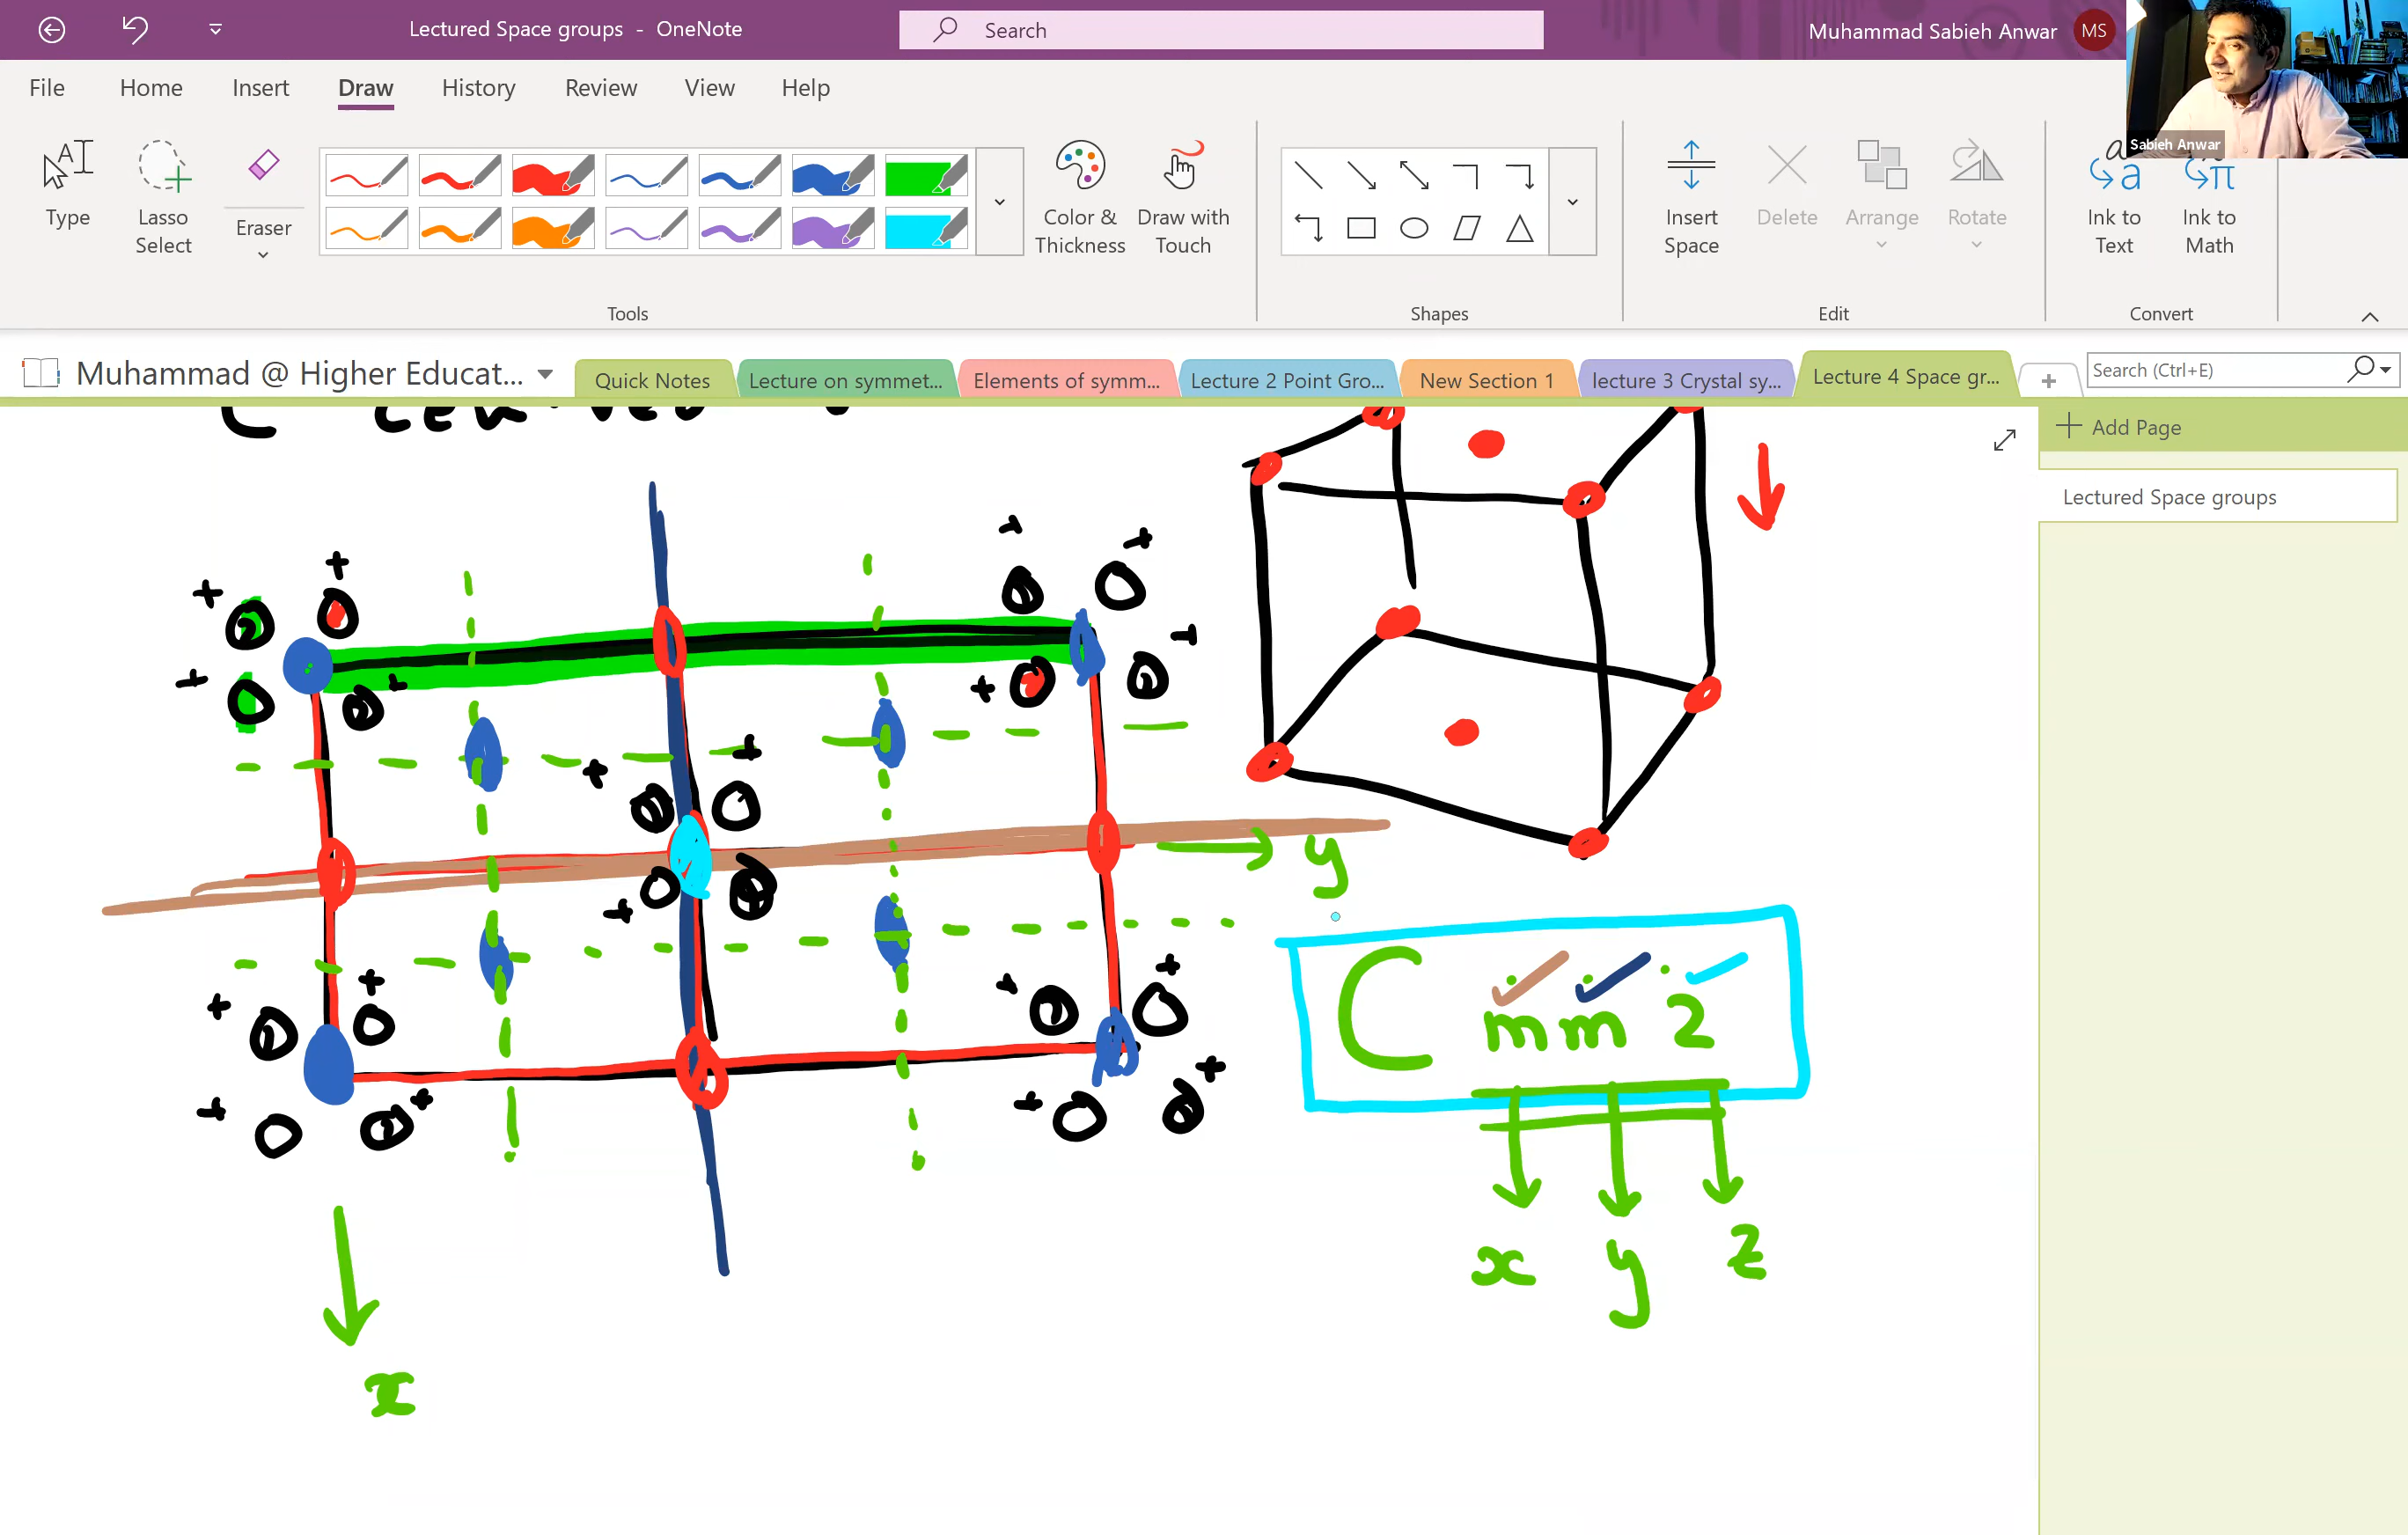 Lectured Space groups - OneNote
Search
Muhammad Sabieh Anwar
MS
Sabieh Anwar
File Home Insert Draw History Review View Help
Type
Lasso Select
Eraser
Color & Thickness
Draw with Touch
Insert Space
Delete
Arrange
Rotate
Ink to Text
Ink to Math
Tools
Shapes
Edit
Convert
Muhammad @ Higher Educat...
Quick Notes
Lecture on symmet...
Elements of symm...
Lecture 2 Point Gro...
New Section 1
lecture 3 Crystal sy...
Lecture 4 Space gr...
Search (Ctrl+E)
Add Page
Lectured Space groups
y
C mm2
x y z
x